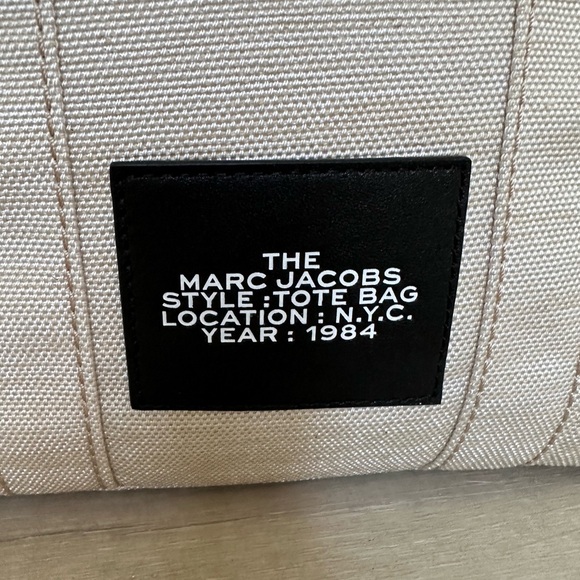 THE
MARC JACOBS
STYLE :TOTE BAG
LOCATION : N.Y.C.
YEAR : 1984